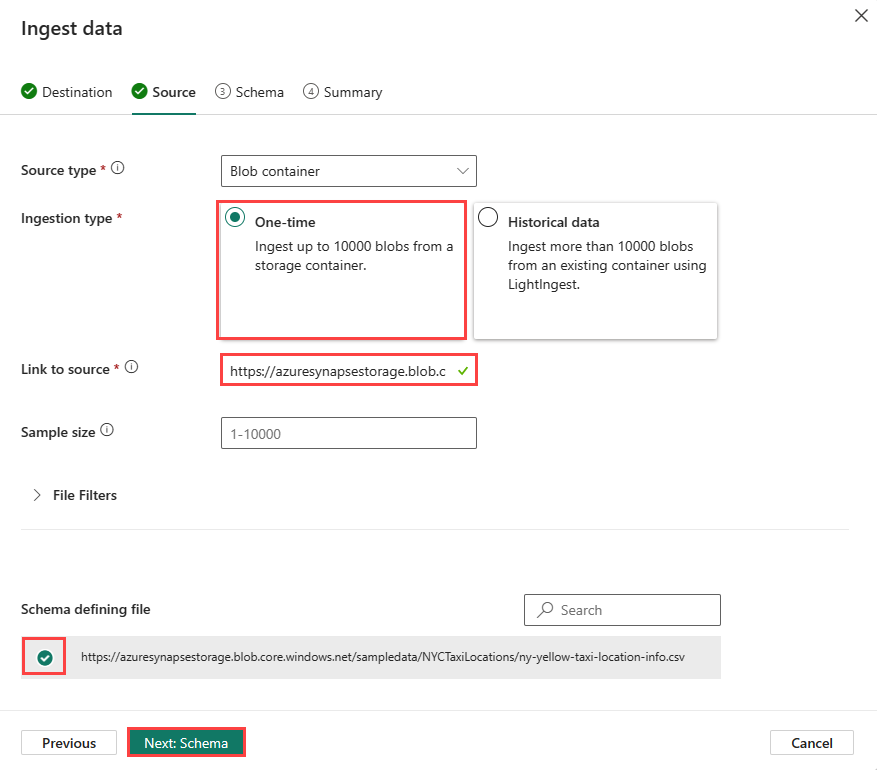 Ingest data
Destination
Source
3 Schema
4 Summary
Source type *
Blob container
Ingestion type *
One-time
Ingest up to 10000 blobs from a
storage container.
Historical data
Ingest more than 10000 blobs
from an existing container using
LightIngest.
Link to source *
https://azuresynapsestorage.blob.c
Sample size
1-10000
File Filters
Schema defining file
Search
https://azuresynapsestorage.blob.core.windows.net/sampledata/NYCTaxiLocations/ny-yellow-taxi-location-info.csv
Previous
Next: Schema
Cancel